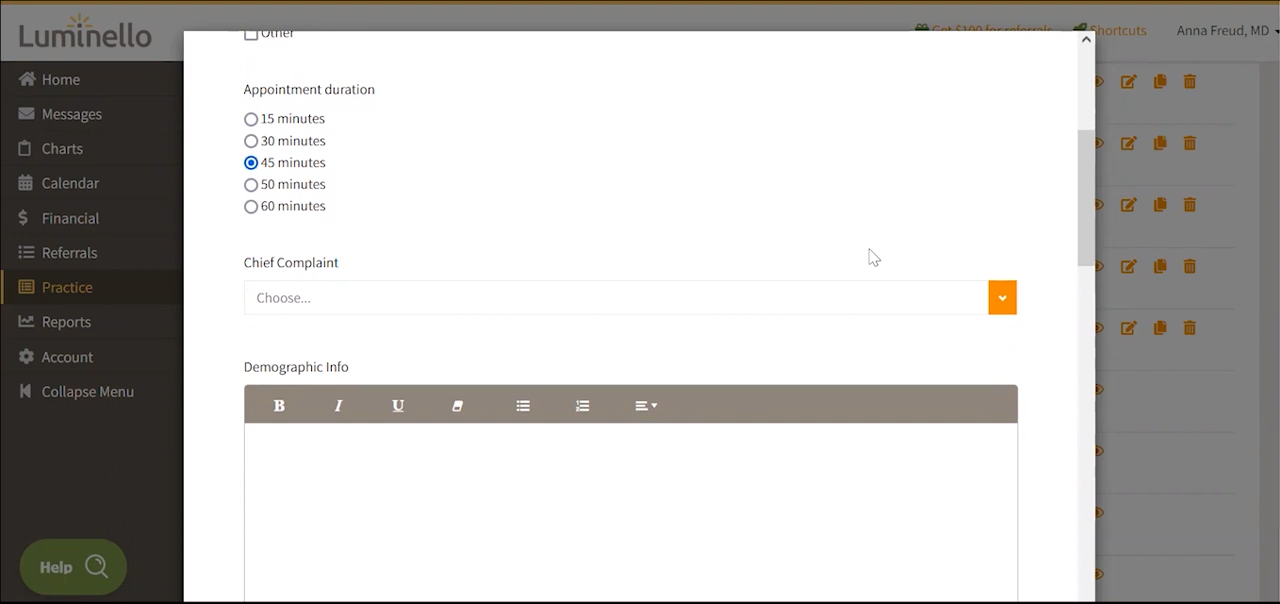 Luminello
Get $100 for referrals
Shortcuts
Anna Freud, MD
Home
Messages
Charts
Calendar
Financial
Referrals
Practice
Reports
Account
Collapse Menu
Help
Other
Appointment duration
15 minutes
30 minutes
45 minutes
50 minutes
60 minutes
Chief Complaint
Choose...
Demographic Info
B I U